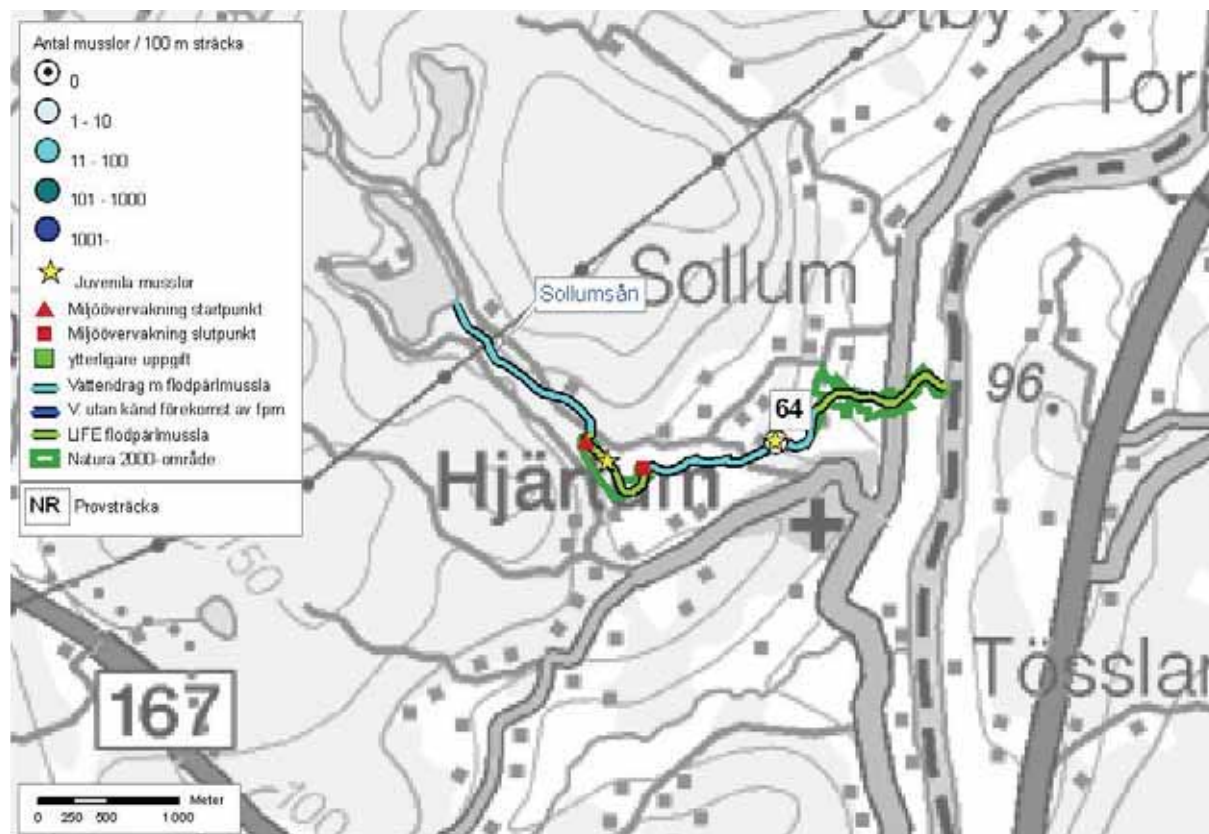 Antal musslor / 100 m sträcka
0
1 - 10
11 - 100
101 - 1000
1001-
Juvenila musslor
Miljöövervakning startpunkt
Miljöövervakning slutpunkt
ytterligare uppgift
Vattendrag m flodpärlmussla
V. utan känd förekomst av fpm
LIFE flodpärlmussla
Natura 2000-område
NR Provsträcka
Tor
Sollum
Sollumsån
96
64
Hjärtum
150
Tösslan
167
100
Meter
0 250 500 1 000